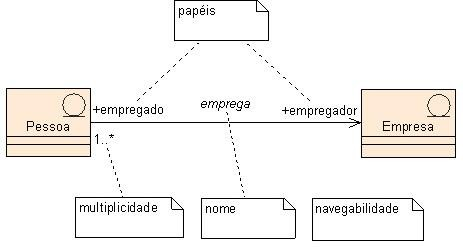 papéis
+empregado
emprega
+empregador
Pessoa
Empresa
1..*
multiplicidade
nome
navegabilidade